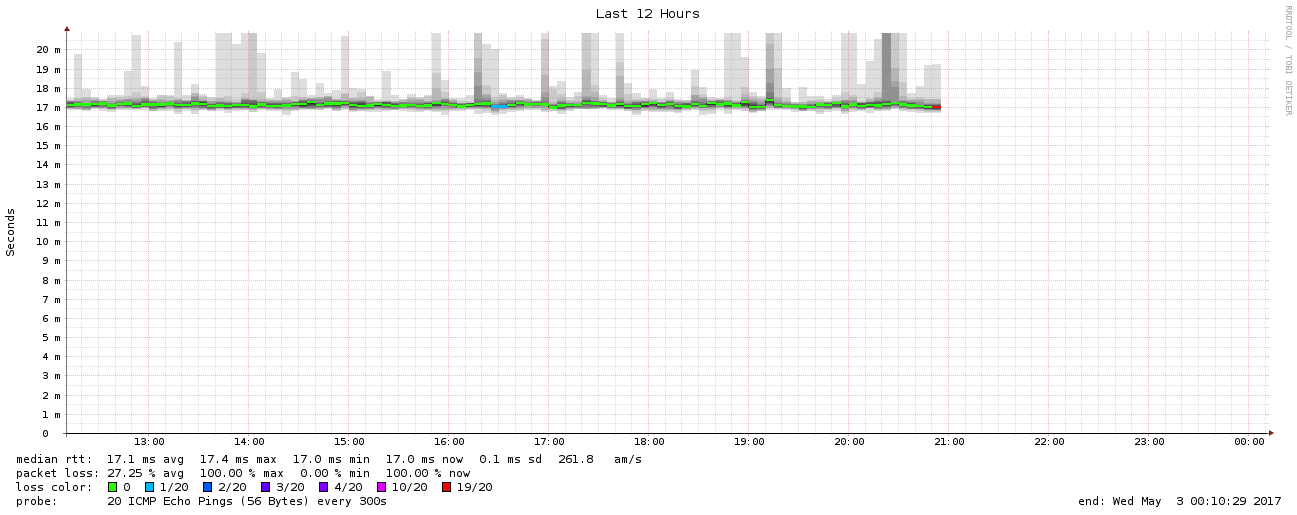 Last 12 Hours
RRDTOOL / TOBI OETIKER
Seconds
20 m
19 m
18 m
17 m
16 m
15 m
14 m
13 m
12 m
11 m
10 m
9 m
8 m
7 m
6 m
5 m
4 m
3 m
2 m
1 m
0
13:00 14:00 15:00 16:00 17:00 18:00 19:00 20:00 21:00 22:00 23:00 00:00
median rtt: 17.1 ms avg 17.4 ms max 17.0 ms min 17.0 ms now 0.1 ms sd 261.8 am/s
packet loss: 27.25 % avg 100.00 % max 0.00 % min 100.00 % now
loss color: 0 1/20 2/20 3/20 4/20 10/20 19/20
probe: 20 ICMP Echo Pings (56 Bytes) every 300s end: Wed May 3 00:10:29 2017